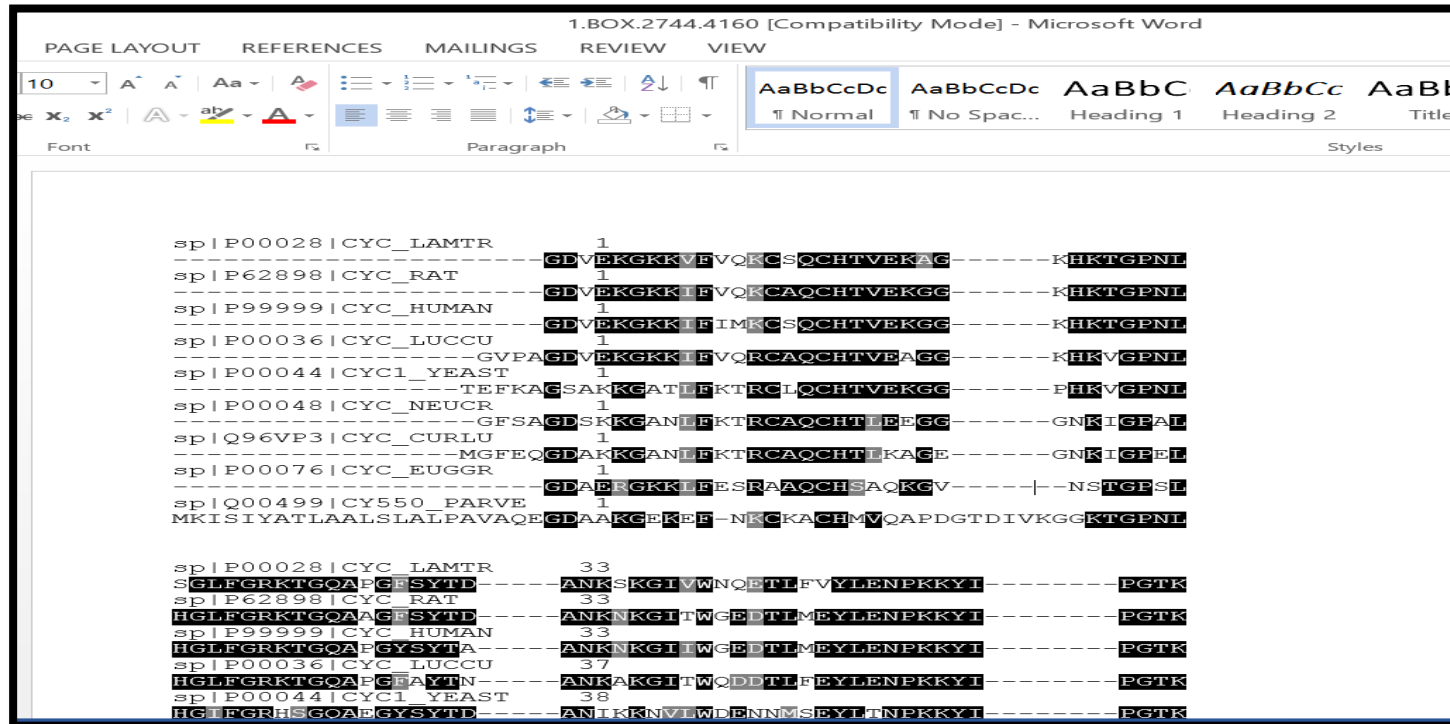 1.BOX.2744.4160 [Compatibility Mode] - Microsoft Word
PAGE LAYOUT REFERENCES MAILINGS REVIEW VIEW
10 A A Aa
AaBbCcDc AaBbCcDc AaBbC AaBbCc AaBb
¶ Normal ¶ No Spac... Heading 1 Heading 2 Title
Font Paragraph Styles
sp|P00028|CYC_LAMTR 1
----------------------GDVEKGKKVFVQKCSQCHTVEKAG------KHKTGPNL
sp|P62898|CYC_RAT 1
----------------------GDVEKGKKIFVQKCAQCHTVEKGG------KHKTGPNL
sp|P99999|CYC_HUMAN 1
----------------------GDVEKGKKIFIMKCSQCHTVEKGG------KHKTGPNL
sp|P00036|CYC_LUCCU 1
------------------GVPAGDVEKGKKIFVQRCAQCHTVEAGG------KHKVGPNL
sp|P00044|CYC1_YEAST 1
-----------------TEFKAGSAKKGATLFKTRCLQCHTVEKGG------PHKVGPNL
sp|P00048|CYC_NEUCR 1
------------------GFSAGDSKKGANLFKTRCAQCHTLEEGG------GNKIGPAL
sp|Q96VP3|CYC_CURLU 1
-----------------MGFEQGDAKKGANLFKTRCAQCHTLKAGE------GNKIGPEL
sp|P00076|CYC_EUGGR 1
----------------------GDAERGKKLFESRAAQCHSAQKGV-------NSTGPSL
sp|Q00499|CY550_PARVE 1
MKISIYATLAALSLALPAVAQEGDAAKGEKEF-NKCKACHMVQAPDGTDIVKGGKTGPNL
sp|P00028|CYC_LAMTR 33
SGLFGRKTGQAPGFSYTD-----ANKSKGIVWNQETLFVYLENPKKYI--------PGTK
sp|P62898|CYC_RAT 33
HGLFGRKTGQAAGFSYTD-----ANKNKGITWGEDTLMEYLENPKKYI--------PGTK
sp|P99999|CYC_HUMAN 33
HGLFGRKTGQAPGYSYTA-----ANKNKGIIWGEDTLMEYLENPKKYI--------PGTK
sp|P00036|CYC_LUCCU 37
HGLFGRKTGQAPGFAYTN-----ANKAKGITWQDDTLFEYLENPKKYI--------PGTK
sp|P00044|CYC1_YEAST 38
HGIFGRHSGQAEGYSYTD-----ANIKKNVLWDENNMSEYLTNPKKYI--------PGTK